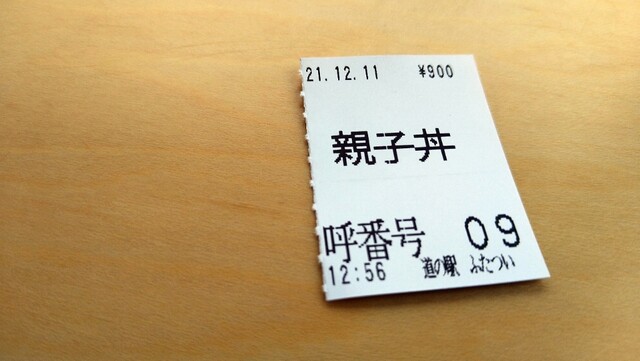 21.12.11 ¥900
親子丼
呼番号 09
12:56 道の駅 ふたつい